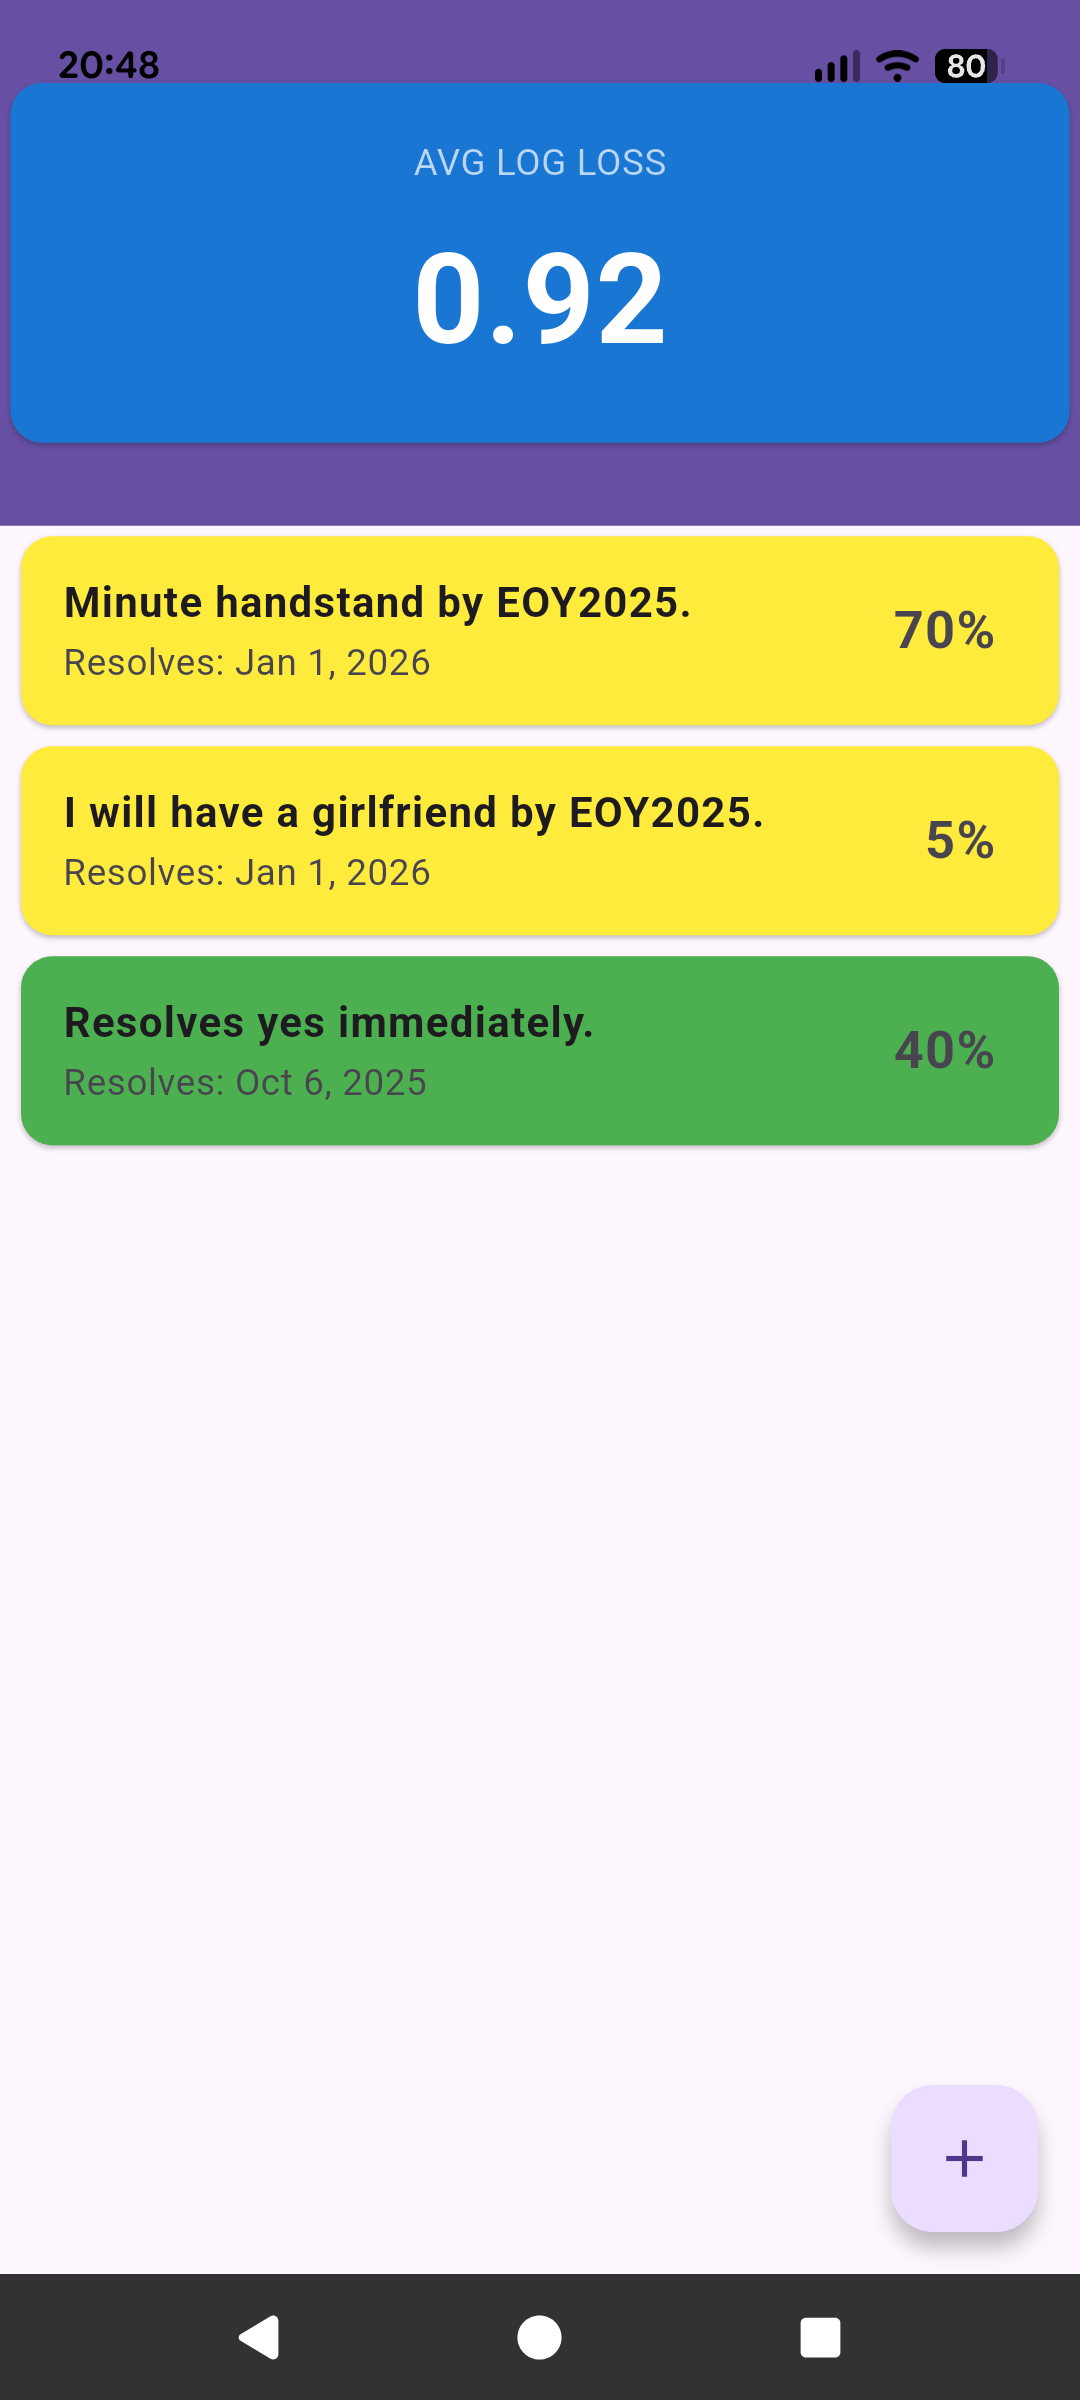 20:48
80
AVG LOG LOSS
0.92
Minute handstand by EOY2025.
70%
Resolves: Jan 1, 2026
I will have a girlfriend by EOY2025.
5%
Resolves: Jan 1, 2026
Resolves yes immediately.
40%
Resolves: Oct 6, 2025
+